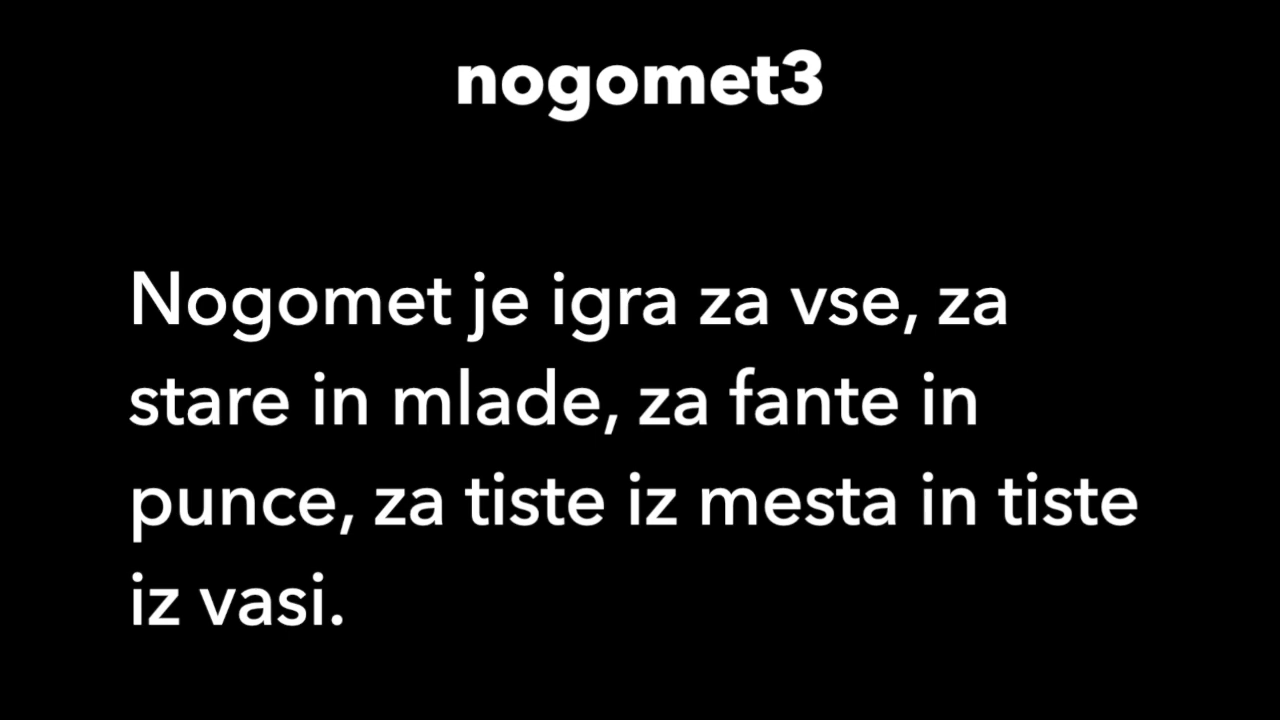 nogomet3
Nogomet je igra za vse, za
stare in mlade, za fante in
punce, za tiste iz mesta in tiste
iz vasi.